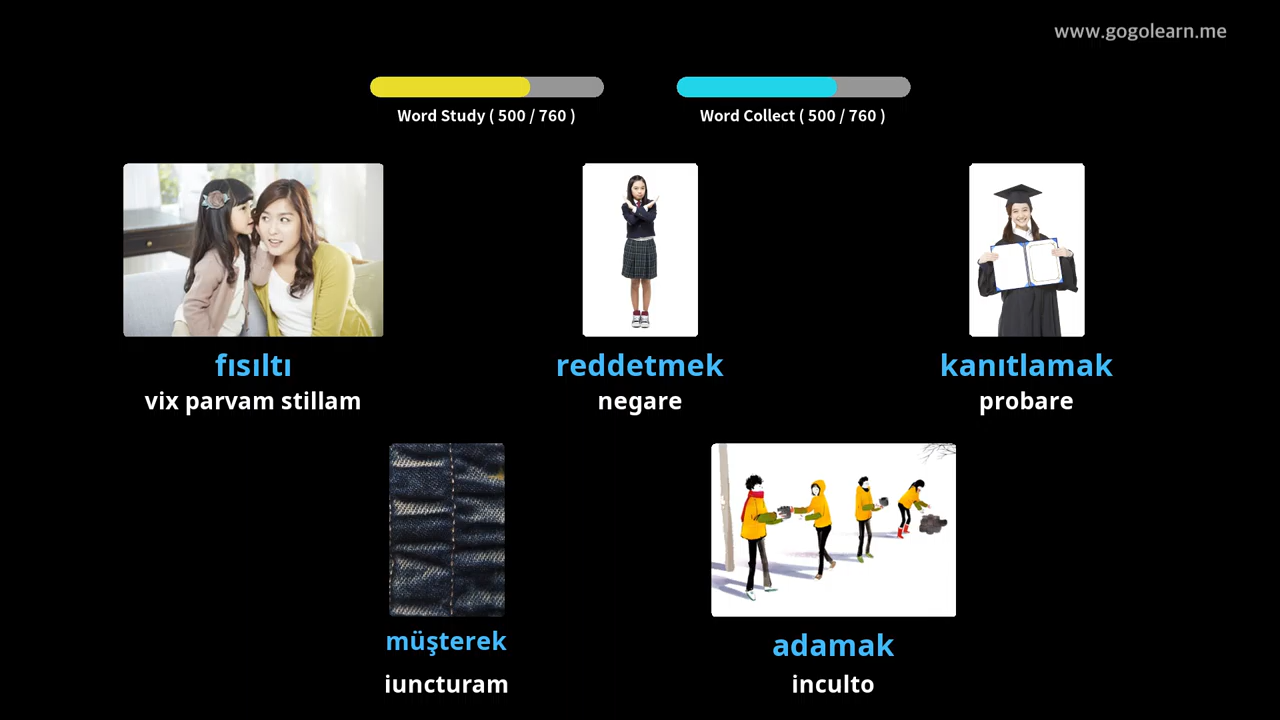 www.gogolearn.me
Word Study ( 500 / 760 )
Word Collect ( 500 / 760 )
fısıltı
vix parvam stillam
reddetmek
negare
kanıtlamak
probare
müşterek
iuncturam
adamak
inculto